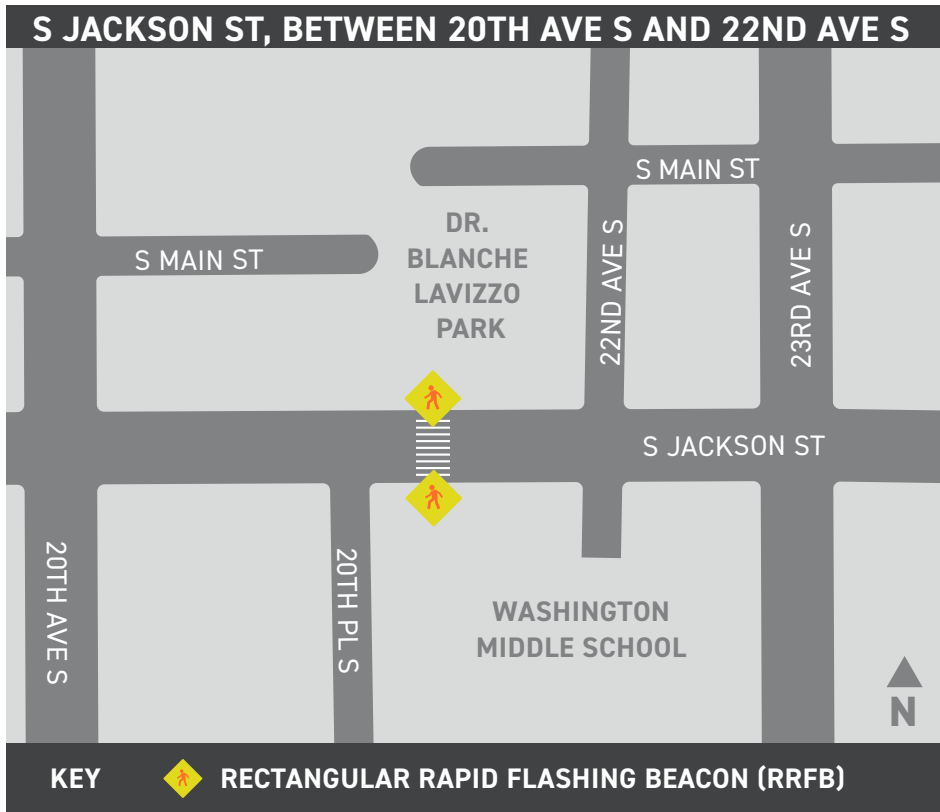 S JACKSON ST, BETWEEN 20TH AVE S AND 22ND AVE S
S MAIN ST
DR.
BLANCHE
LAVIZZO
PARK
S MAIN ST
22ND AVE S
23RD AVE S
S JACKSON ST
20TH AVE S
20TH PL S
WASHINGTON
MIDDLE SCHOOL
N
KEY
RECTANGULAR RAPID FLASHING BEACON (RRFB)